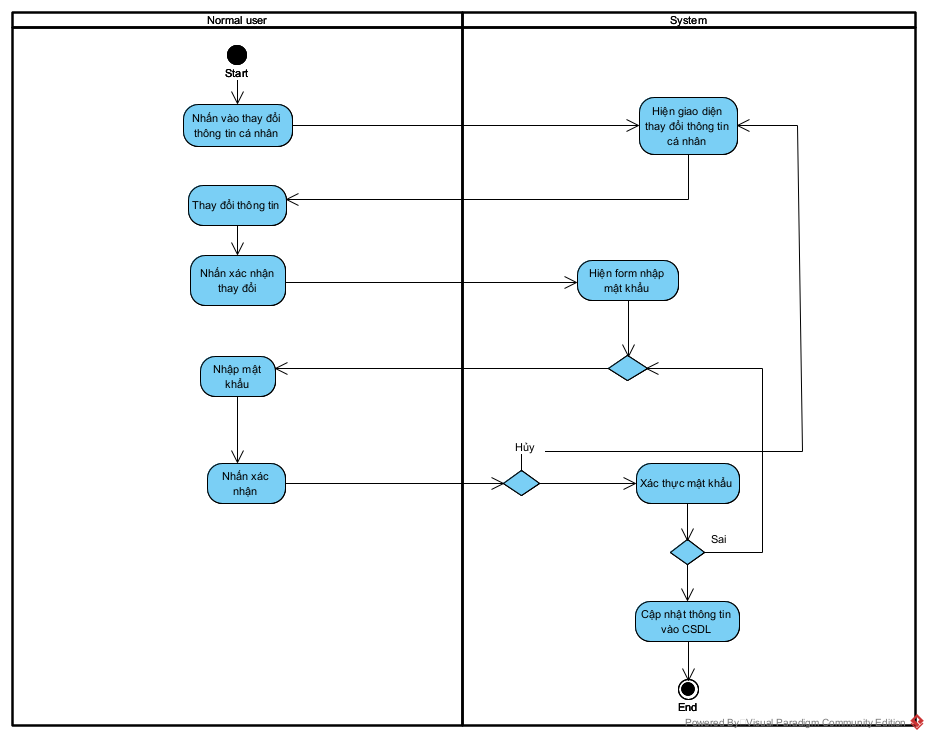 Normal user
System
Start
Nhấn vào thay đổi
thông tin cá nhân
Hiện giao diện
thay đổi thông tin
cá nhân
Thay đổi thông tin
Nhấn xác nhận
thay đổi
Hiện form nhập
mật khẩu
Nhập mật
khẩu
Hủy
Nhấn xác
nhận
Xác thực mật khẩu
Sai
Cập nhật thông tin
vào CSDL
End
Powered By Visual Paradigm Community Edition